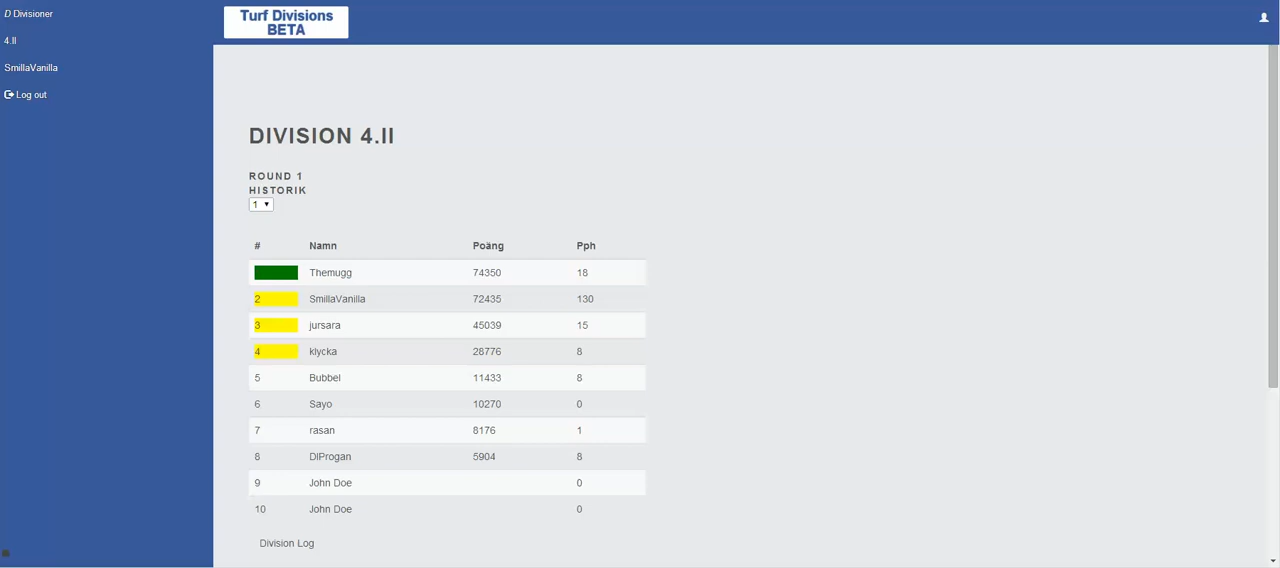 D Divisioner
4.II
SmillaVanilla
Log out
Turf Divisions
BETA
DIVISION 4.II
ROUND 1
HISTORIK
1
# Namn Poäng Pph
Themugg 74350 18
2 SmillaVanilla 72435 130
3 jursara 45039 15
4 klycka 28776 8
5 Bubbel 11433 8
6 Sayo 10270 0
7 rasan 8176 1
8 DIProgan 5904 8
9 John Doe 0
10 John Doe 0
Division Log